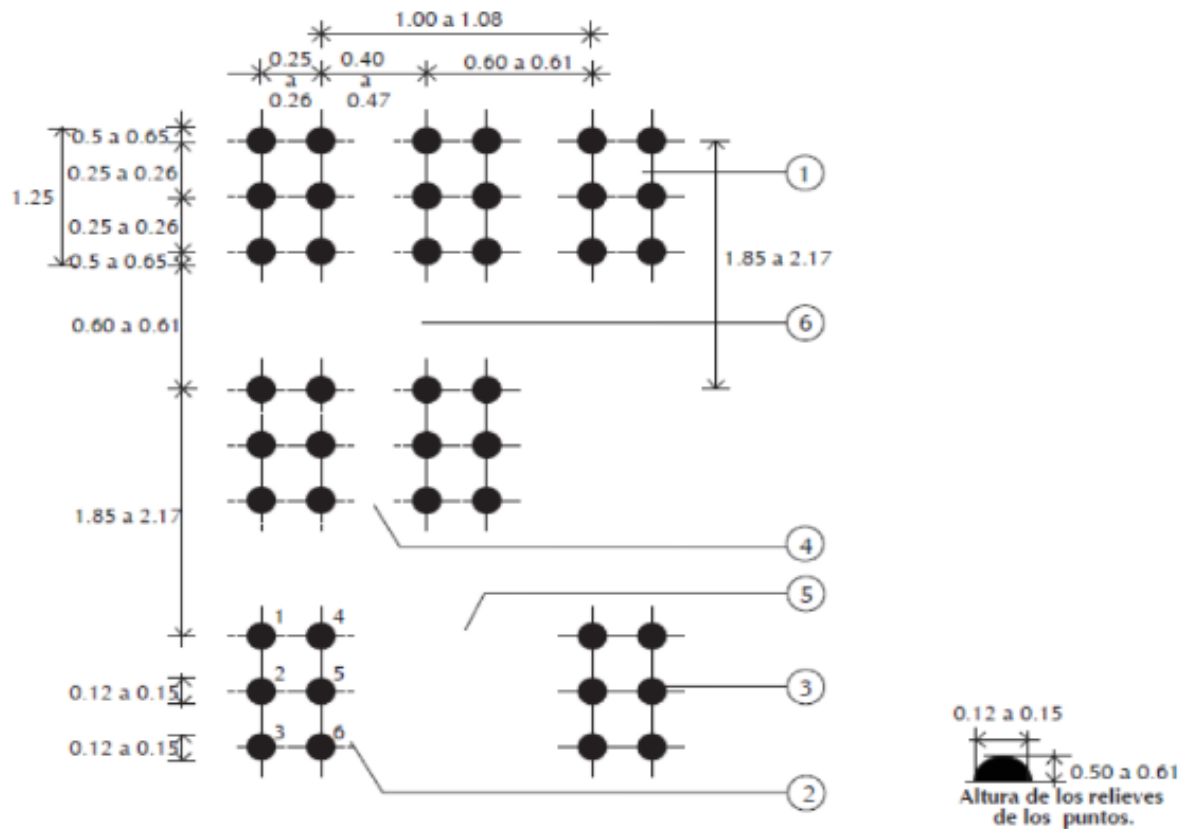 1.00 a 1.08
0.25
a
0.26
0.40
a
0.47
0.60 a 0.61
0.5 a 0.65
0.25 a 0.26
1.25
0.25 a 0.26
0.5 a 0.65
0.60 a 0.61
1
1.85 a 2.17
6
1.85 a 2.17
4
5
1 4
2 5
3 6
0.12 a 0.15
0.12 a 0.15
3
2
0.12 a 0.15
0.50 a 0.61
Altura de los relieves
de los puntos.